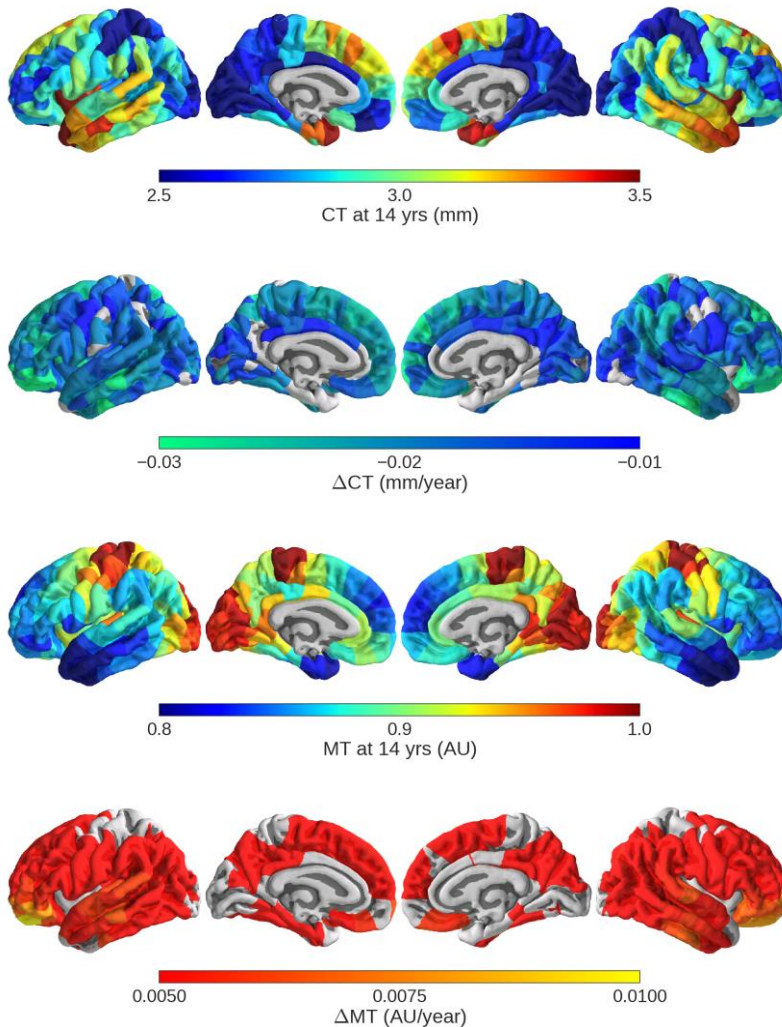 2.5 3.0 3.5
CT at 14 yrs (mm)
−0.03 −0.02 −0.01
ΔCT (mm/year)
0.8 0.9 1.0
MT at 14 yrs (AU)
0.0050 0.0075 0.0100
ΔMT (AU/year)